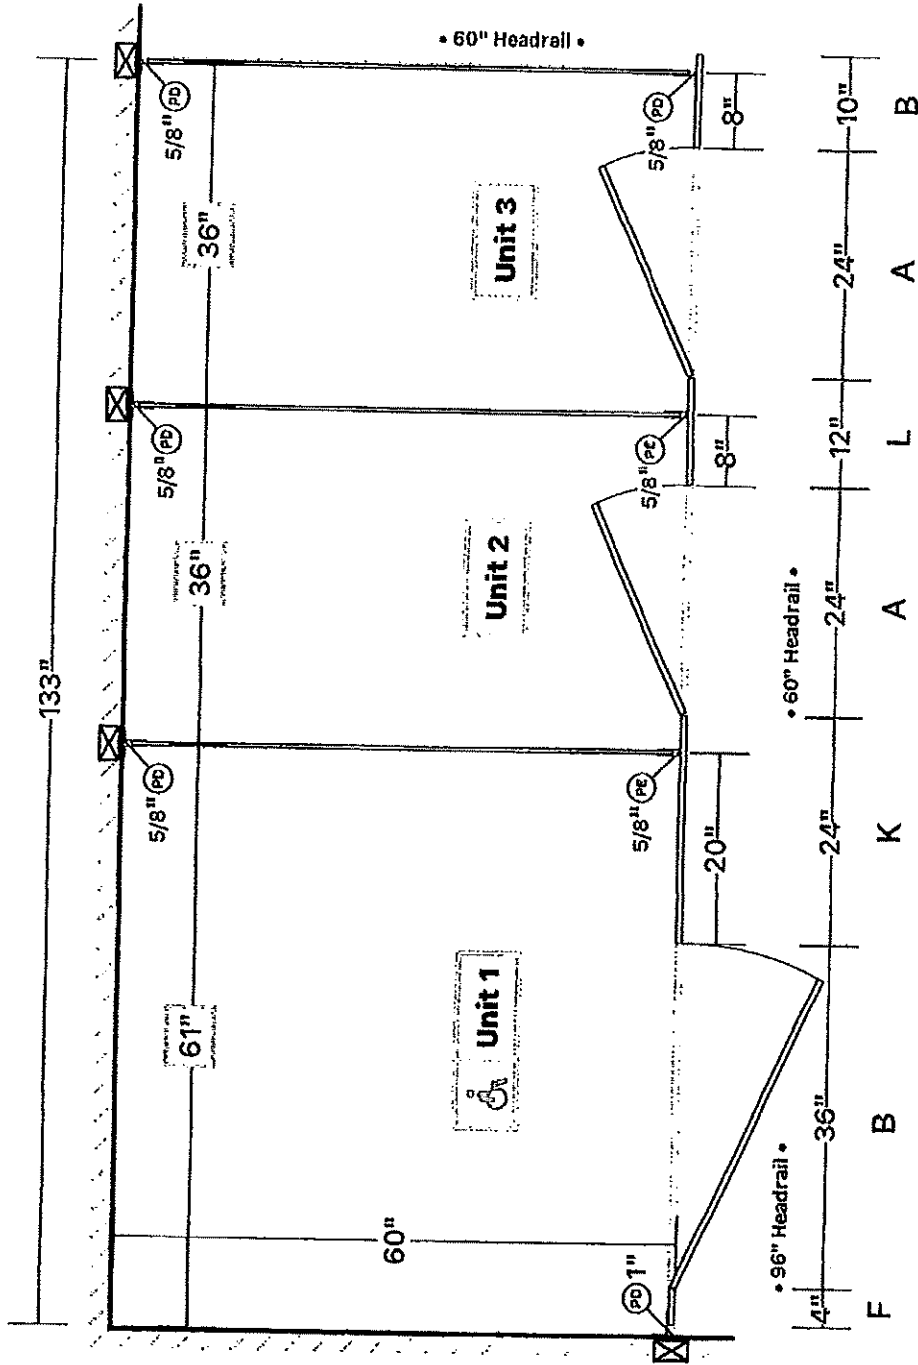 133"
5/8" PD
5/8" PD
5/8" PD
61"
36"
36"
60"
• 60" Headrail •
Unit 1
Unit 2
Unit 3
PD 1"
5/8"
5/8"
5/8" PD
20"
8"
8"
• 96" Headrail •
• 60" Headrail •
4"
36"
24"
24"
12"
24"
10"
F
B
K
A
L
A
B